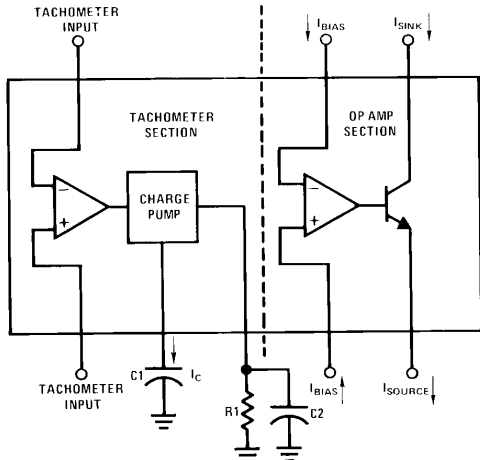 TACHOMETER
INPUT
I_BIAS
I_SINK
TACHOMETER
SECTION
OP AMP
SECTION
−
+
CHARGE
PUMP
−
+
C1
I_C
TACHOMETER
INPUT
R1
C2
I_BIAS
I_SOURCE